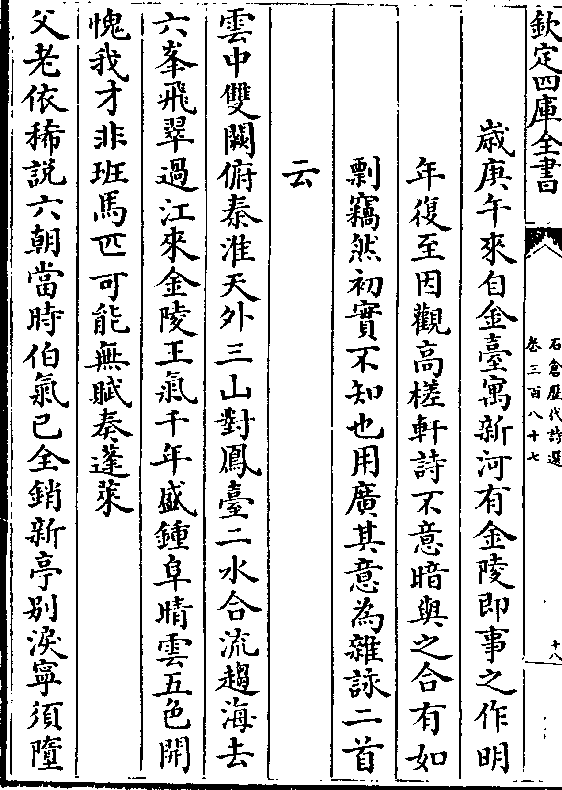 欽定四庫全書
石倉歷代詩選
卷三百八十七
十八
歲庚午來自金臺寓新河有金陵即事之作明
年復至因觀高槎軒詩不意暗與之合有如
剽竊然初實不知也用廣其意為雜詠二首
云
雲中雙闕俯秦淮天外三山對鳳臺二水合流趨海去
六峯飛翠過江來金陵王氣千年盛鍾阜晴雲五色開
愧我才非班馬匹可能無賦奏蓬萊
父老依稀說六朝當時伯氣已全銷新亭别淚寧須墮